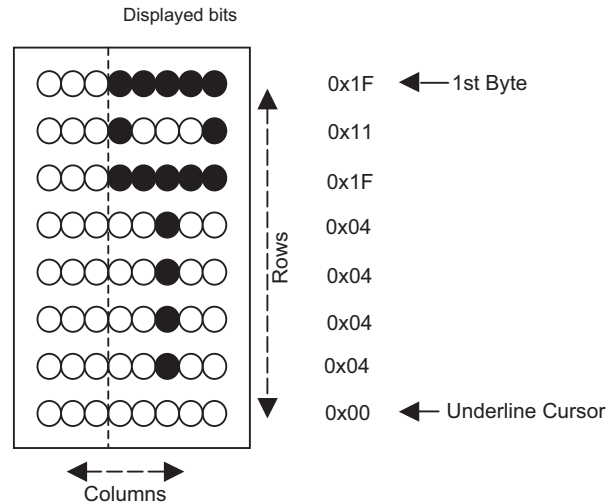 Displayed bits
0x1F 1st Byte
0x11
0x1F
0x04
0x04
0x04
0x04
0x00 Underline Cursor
Rows
Columns